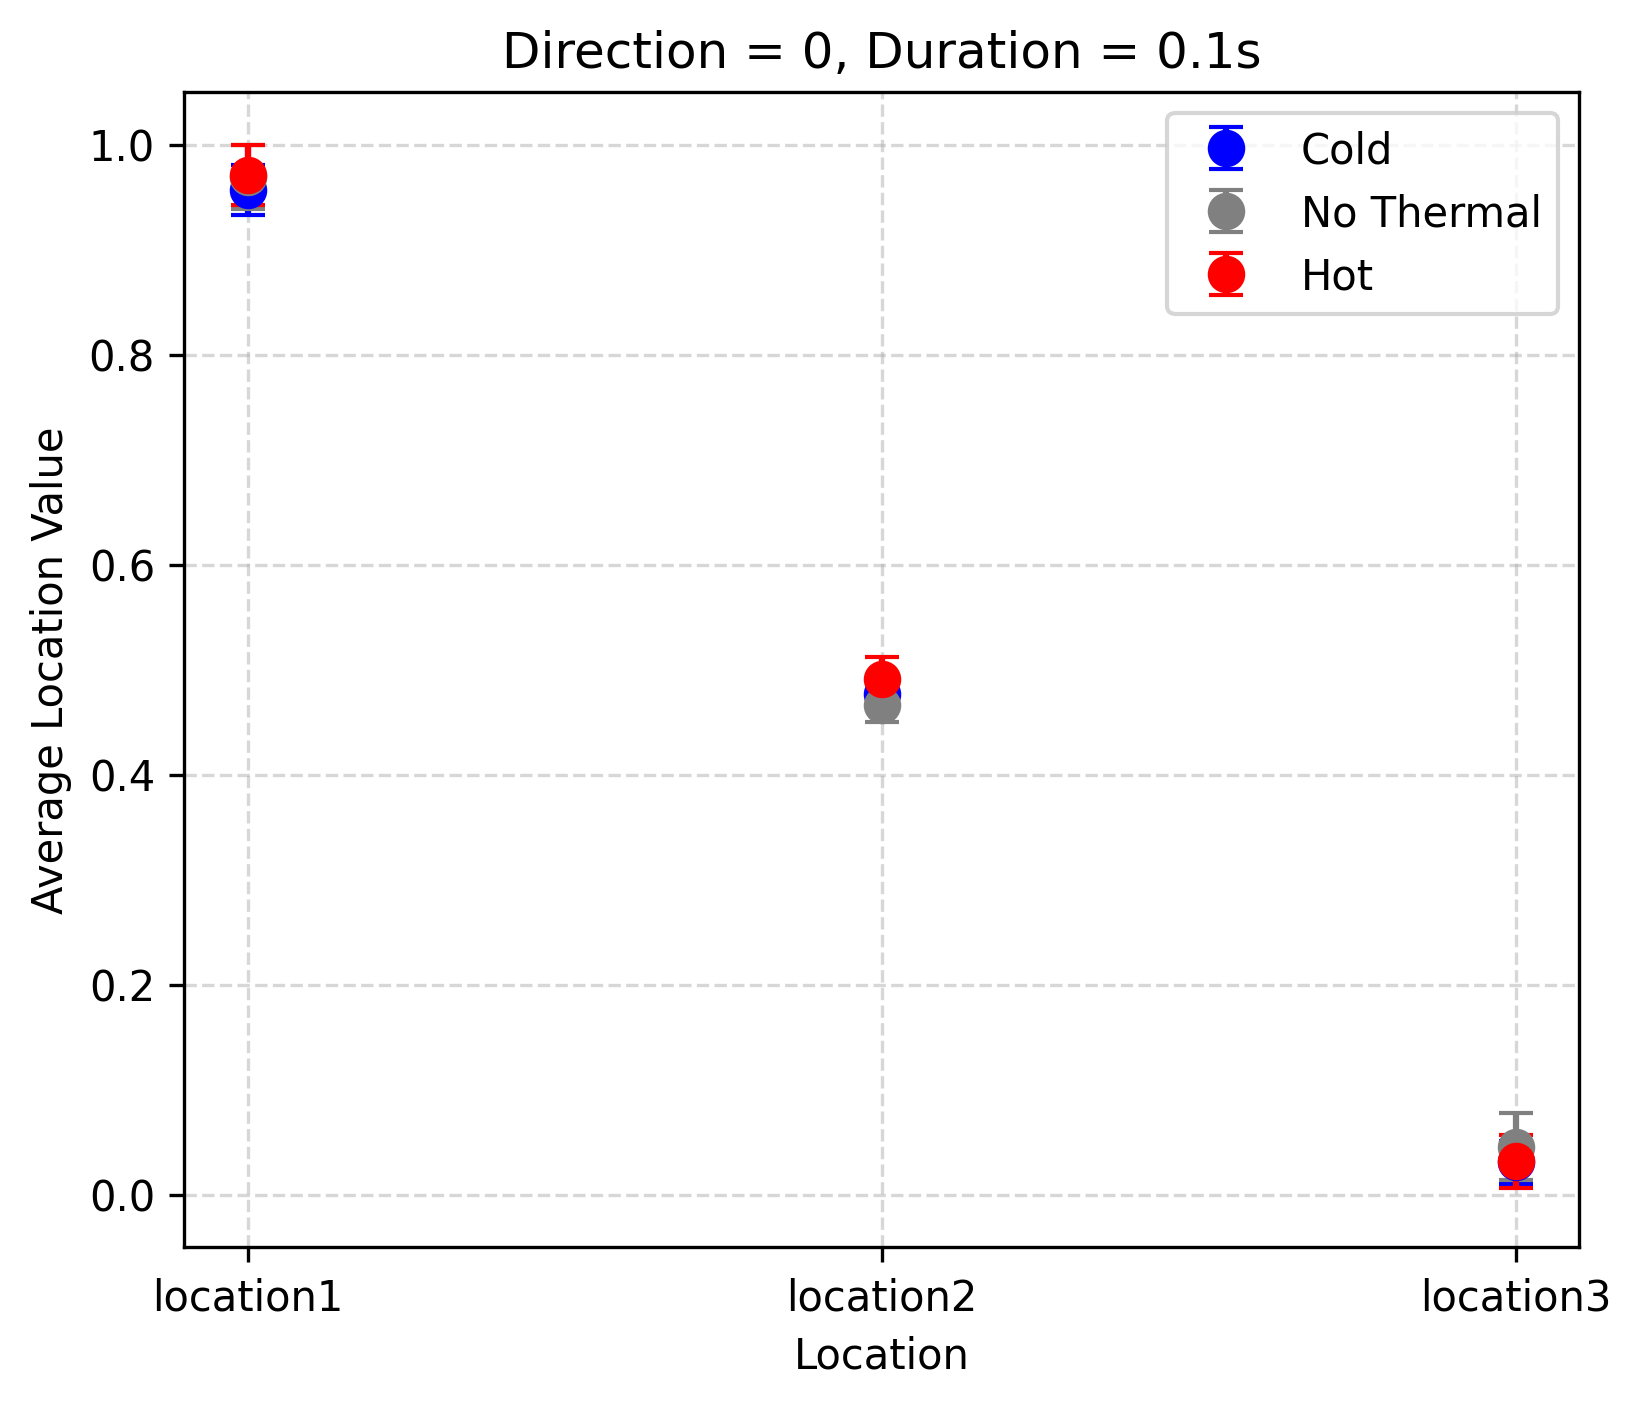 Direction = 0, Duration = 0.1s
Cold
No Thermal
Hot
1.0
0.8
0.6
0.4
0.2
0.0
Average Location Value
location1
location2
location3
Location